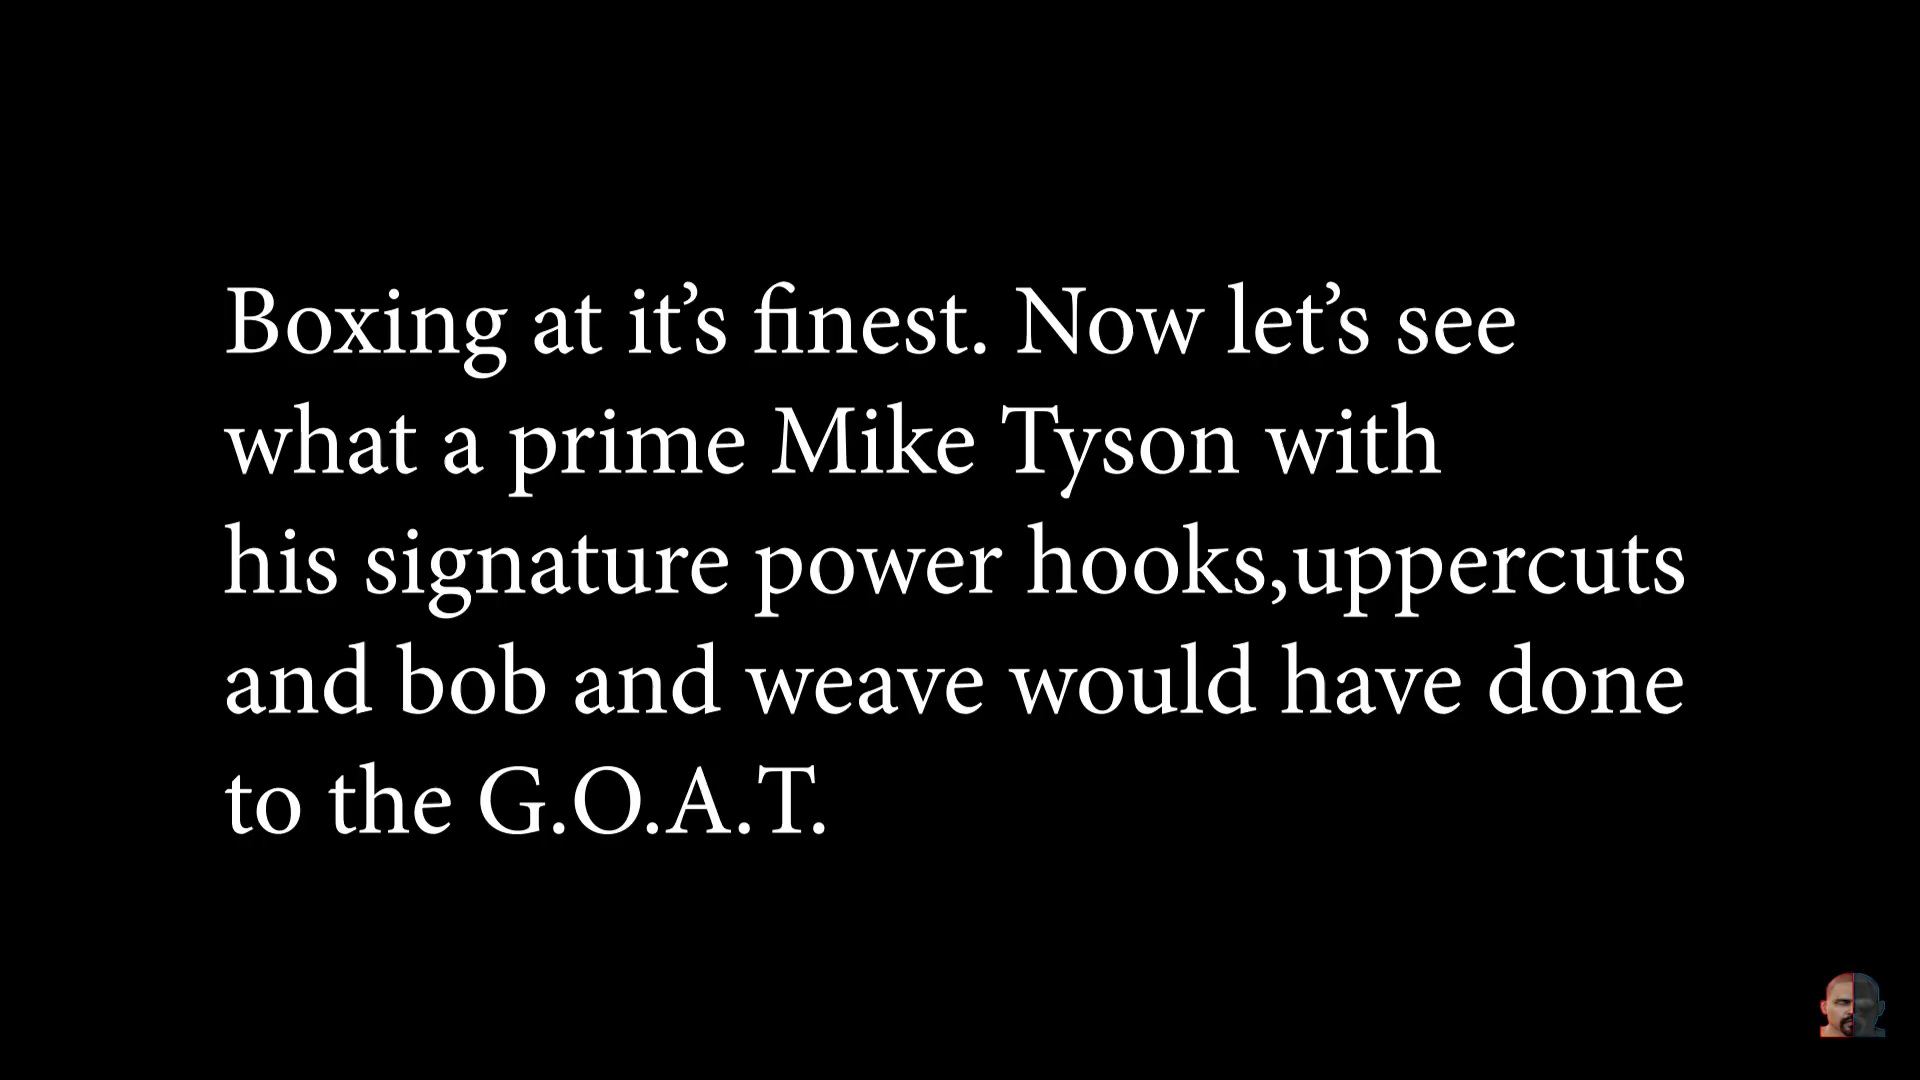 Boxing at it’s finest. Now let’s see
what a prime Mike Tyson with
his signature power hooks,uppercuts
and bob and weave would have done
to the G.O.A.T.